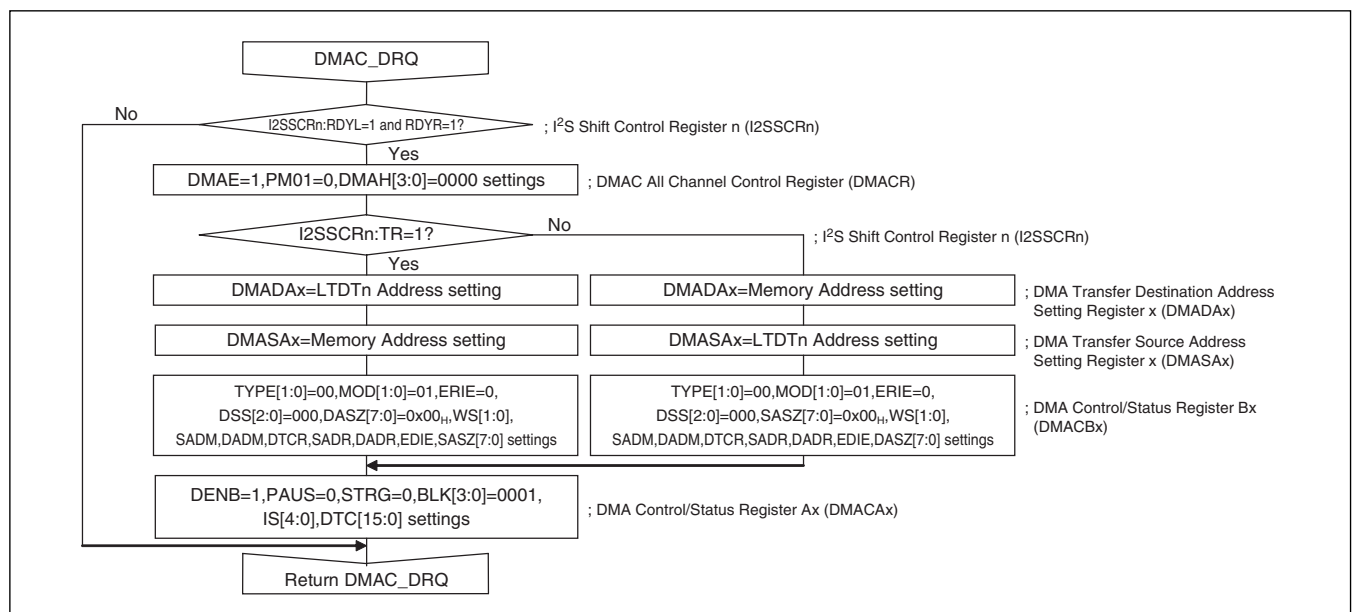 DMAC_DRQ
No
I2SSCRn:RDYL=1 and RDYR=1?
; I²S Shift Control Register n (I2SSCRn)
Yes
DMAE=1,PM01=0,DMAH[3:0]=0000 settings
; DMAC All Channel Control Register (DMACR)
No
I2SSCRn:TR=1?
; I²S Shift Control Register n (I2SSCRn)
Yes
DMADAx=LTDTn Address setting
DMADAx=Memory Address setting
; DMA Transfer Destination Address
Setting Register x (DMADAx)
DMASAx=Memory Address setting
DMASAx=LTDTn Address setting
; DMA Transfer Source Address
Setting Register x (DMASAx)
TYPE[1:0]=00,MOD[1:0]=01,ERIE=0,
DSS[2:0]=000,DASZ[7:0]=0x00H,WS[1:0],
SADM,DADM,DTCR,SADR,DADR,EDIE,SASZ[7:0] settings
TYPE[1:0]=00,MOD[1:0]=01,ERIE=0,
DSS[2:0]=000,SASZ[7:0]=0x00H,WS[1:0],
SADM,DADM,DTCR,SADR,DADR,EDIE,DASZ[7:0] settings
; DMA Control/Status Register Bx
(DMACBx)
DENB=1,PAUS=0,STRG=0,BLK[3:0]=0001,
IS[4:0],DTC[15:0] settings
; DMA Control/Status Register Ax (DMACAx)
Return DMAC_DRQ